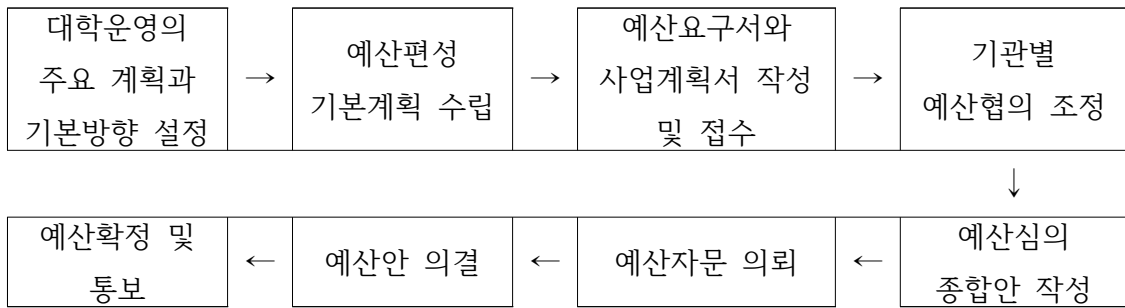 대학운영의
주요 계획과
기본방향 설정
→
예산편성
기본계획 수립
→
예산요구서와
사업계획서 작성
및 접수
→
기관별
예산협의 조정
↓
예산심의
종합안 작성
←
예산자문 의뢰
←
예산안 의결
←
예산확정 및
통보